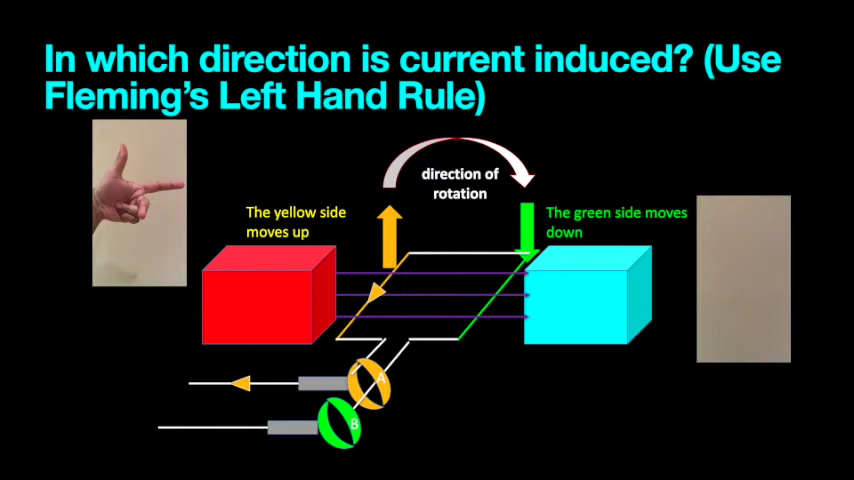 In which direction is current induced? (Use
Fleming’s Left Hand Rule)
direction of
rotation
The yellow side
moves up
The green side moves
down
A
B